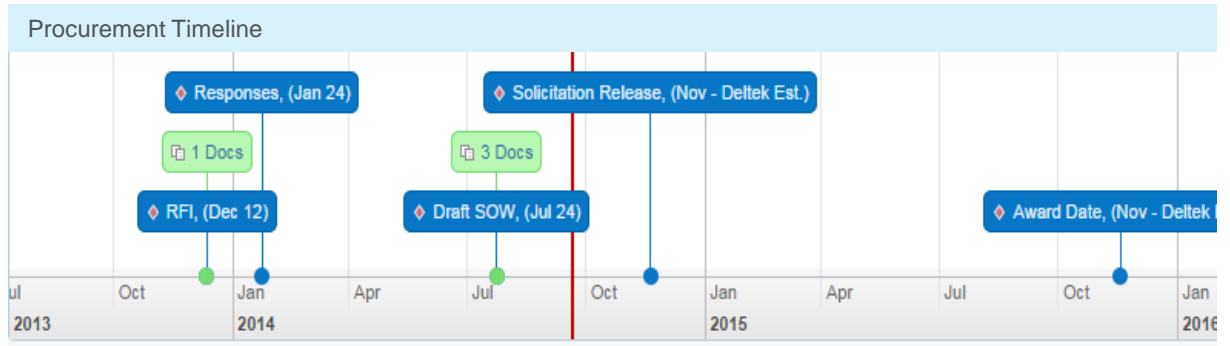 Procurement Timeline
Responses, (Jan 24)
Solicitation Release, (Nov - Deltek Est.)
1 Docs
3 Docs
RFI, (Dec 12)
Draft SOW, (Jul 24)
Award Date, (Nov - Deltek
ul Oct Jan Apr Jul Oct Jan Apr Jul Oct Jan
2013 2014 2015 2016